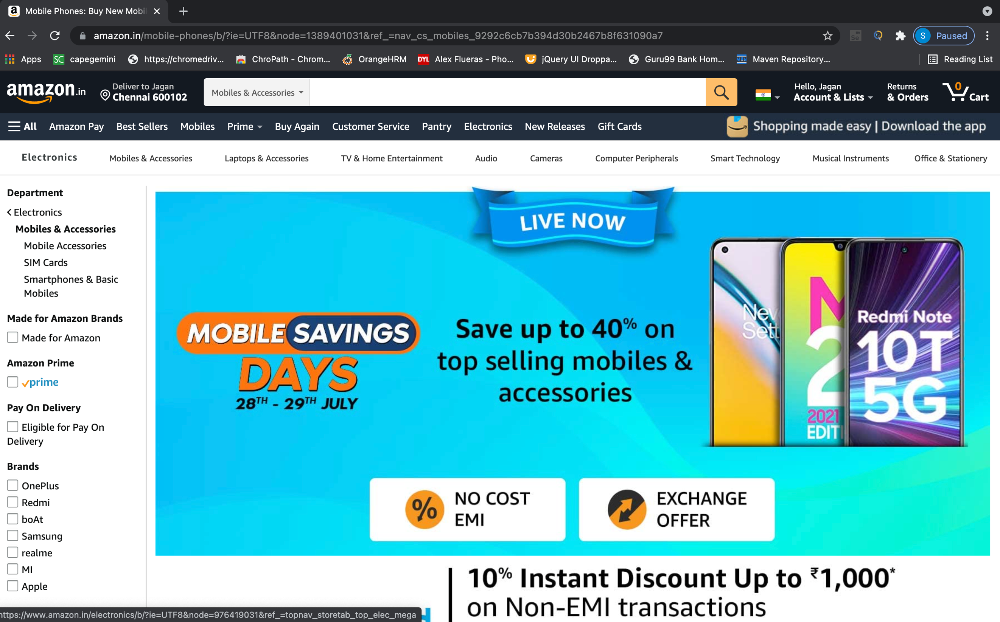 Mobile Phones: Buy New Mobil
amazon.in/mobile-phones/b/?ie=UTF8&node=1389401031&ref_=nav_cs_mobiles_9292c6cb7b394d30b2467b8f631090a7
Se
S Paused
Apps
SC capegemini
https://chromedriv...
ChroPath - Chrom...
OrangeHRM
DYL Alex Flueras - Pho...
jQuery UI Droppa...
Guru99 Bank Hom...
Maven Repository...
Reading List
amazon.in
Deliver to Jagan
Chennai 600102
Mobiles & Accessories
Hello, Jagan
Account & Lists
Returns
& Orders
0
Cart
All Amazon Pay Best Sellers Mobiles Prime Buy Again Customer Service Pantry Electronics New Releases Gift Cards
Shopping made easy | Download the app
Electronics Mobiles & Accessories Laptops & Accessories TV & Home Entertainment Audio Cameras Computer Peripherals Smart Technology Musical Instruments Office & Stationery
Department
Electronics
Mobiles & Accessories
Mobile Accessories
SIM Cards
Smartphones & Basic
Mobiles
Made for Amazon Brands
Made for Amazon
Amazon Prime
prime
Pay On Delivery
Eligible for Pay On
Delivery
Brands
OnePlus
Redmi
boAt
Samsung
realme
MI
Apple
LIVE NOW
MOBILE SAVINGS
DAYS
28TH - 29TH JULY
Save up to 40% on
top selling mobiles &
accessories
Nev
Sett
M
2
2021
EDIT
Redmi Note
10T
5G
NO COST
EMI
EXCHANGE
OFFER
10% Instant Discount Up to ₹1,000*
on Non-EMI transactions
https://www.amazon.in/electronics/b/?ie=UTF8&node=976419031&ref_=topnav_storetab_top_elec_mega